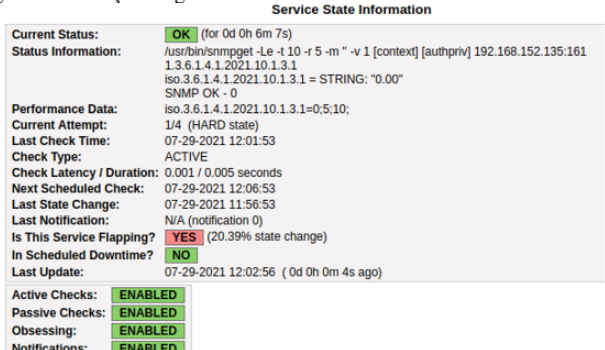 Service State Information
Current Status: OK (for 0d 0h 6m 7s)
Status Information: /usr/bin/snmpget -Le -t 10 -r 5 -m '' -v 1 [context] [authpriv] 192.168.152.135:161
1.3.6.1.4.1.2021.10.1.3.1
iso.3.6.1.4.1.2021.10.1.3.1 = STRING: "0.00"
SNMP OK - 0
Performance Data: iso.3.6.1.4.1.2021.10.1.3.1=0;5;10;
Current Attempt: 1/4 (HARD state)
Last Check Time: 07-29-2021 12:01:53
Check Type: ACTIVE
Check Latency / Duration: 0.001 / 0.005 seconds
Next Scheduled Check: 07-29-2021 12:06:53
Last State Change: 07-29-2021 11:56:53
Last Notification: N/A (notification 0)
Is This Service Flapping? YES (20.39% state change)
In Scheduled Downtime? NO
Last Update: 07-29-2021 12:02:56 ( 0d 0h 0m 4s ago)
Active Checks: ENABLED
Passive Checks: ENABLED
Obsessing: ENABLED
Notifications: ENABLED